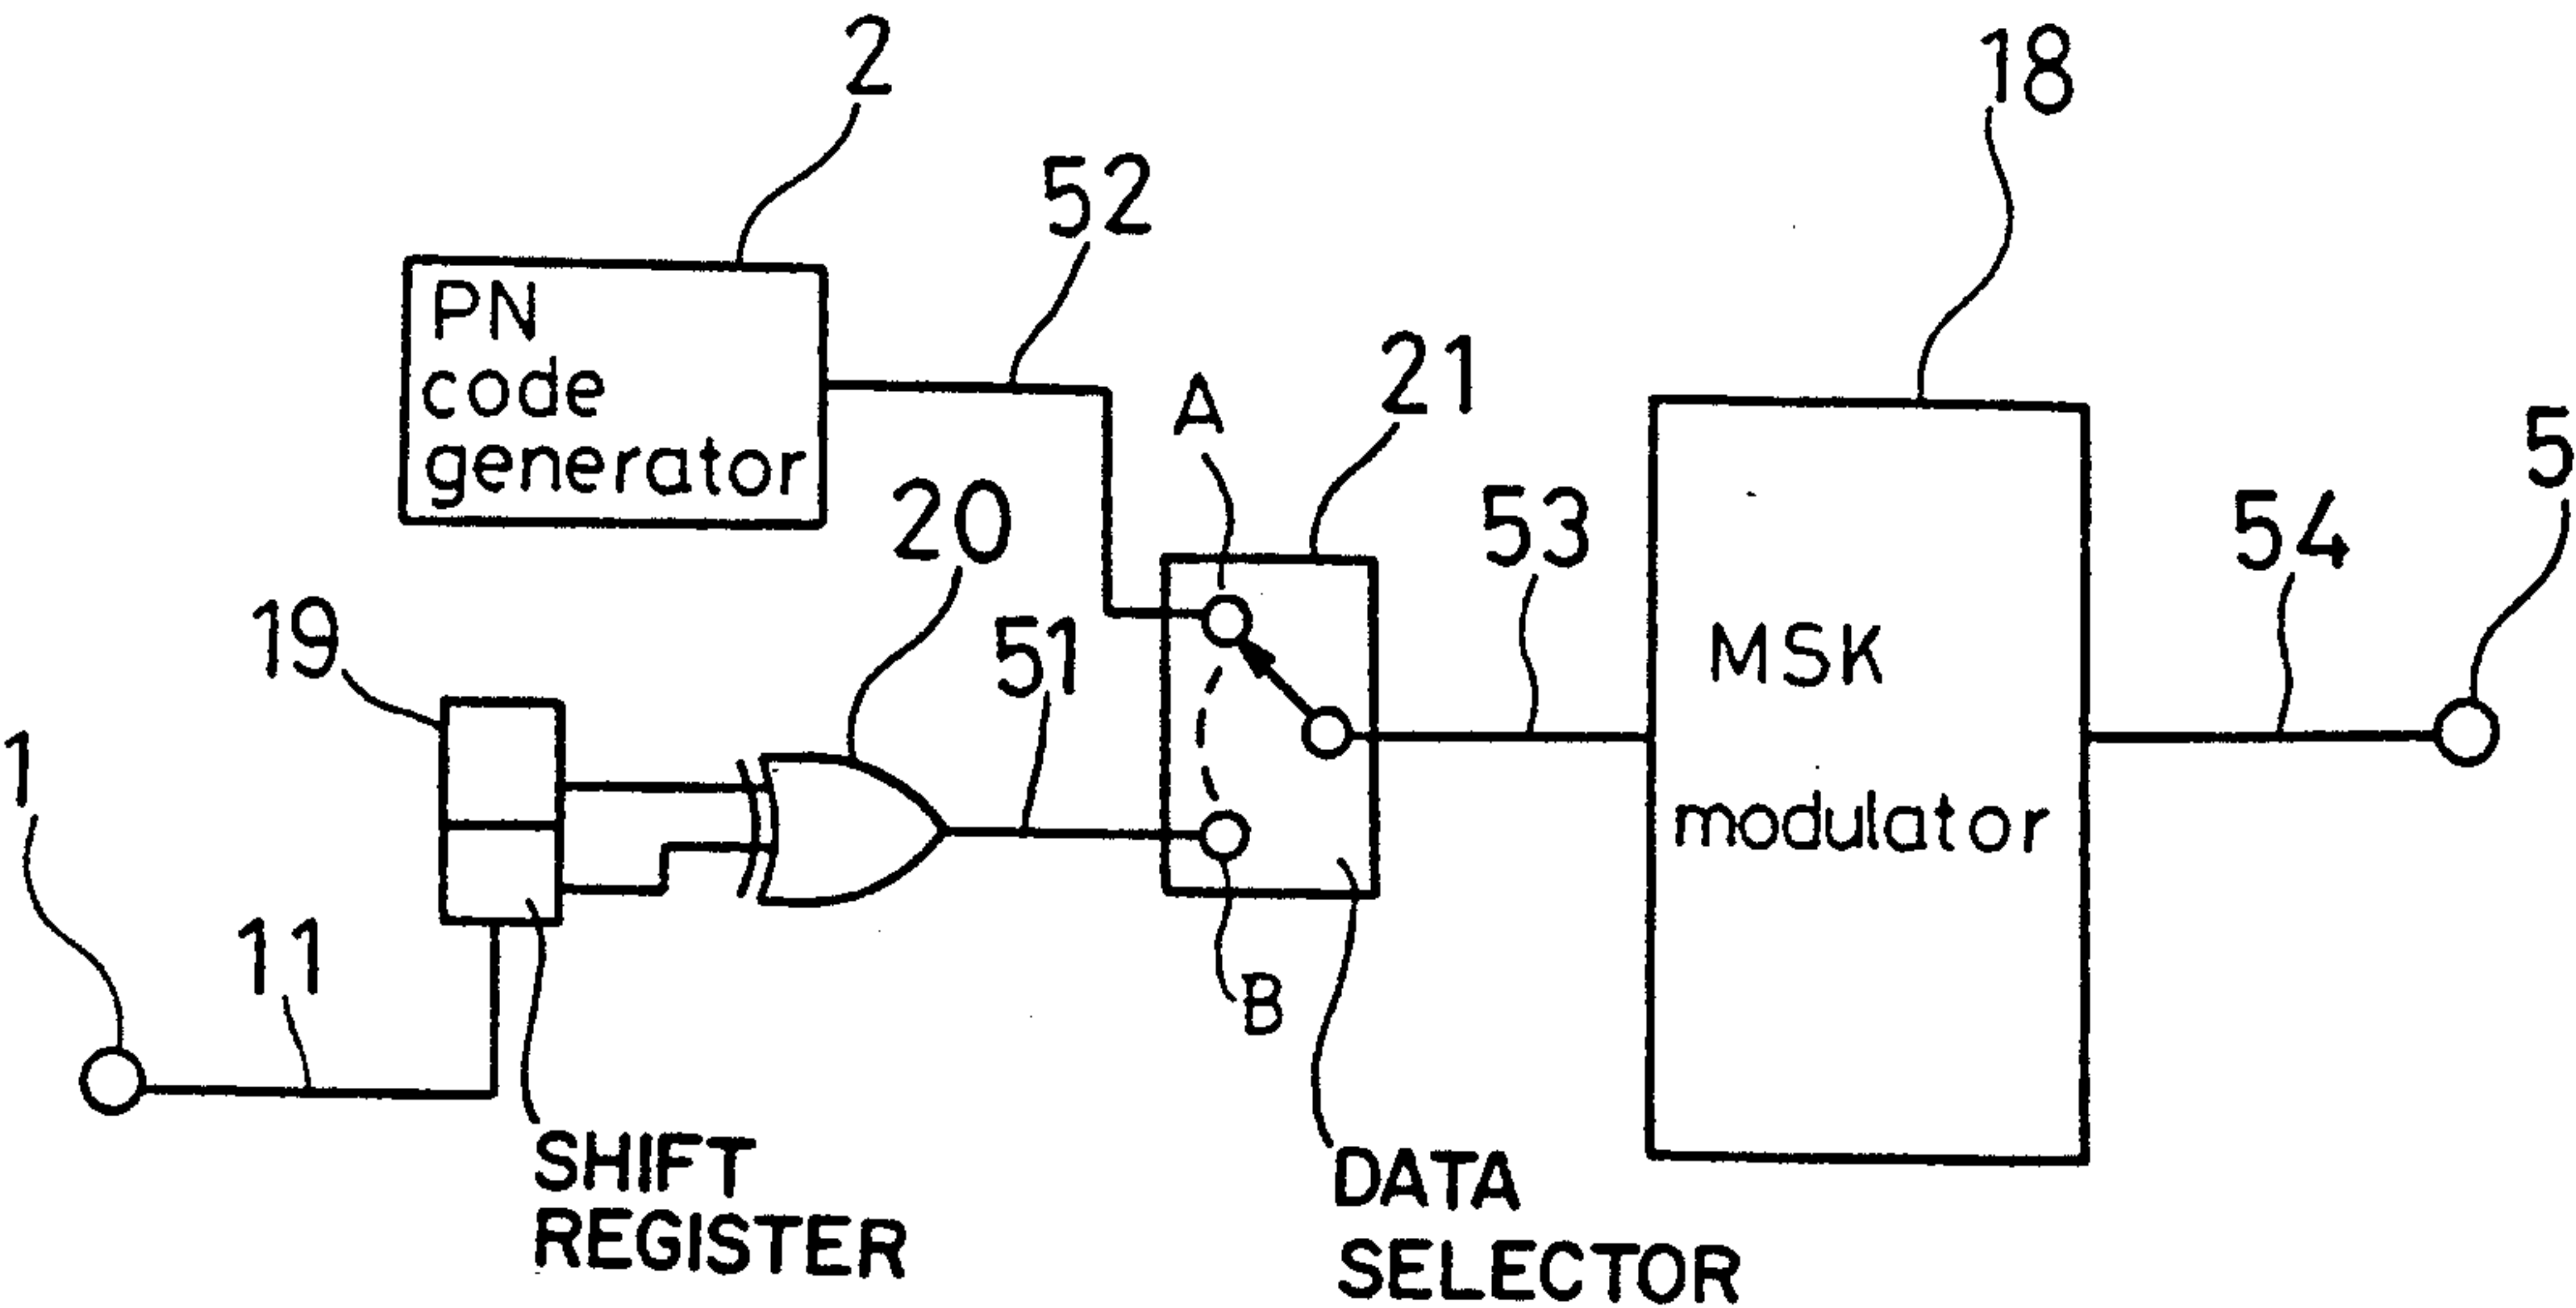 2
18
52
PN
code
generator
A
21
5
20
53
54
19
51
MSK
modulator
1
11
B
SHIFT
REGISTER
DATA
SELECTOR